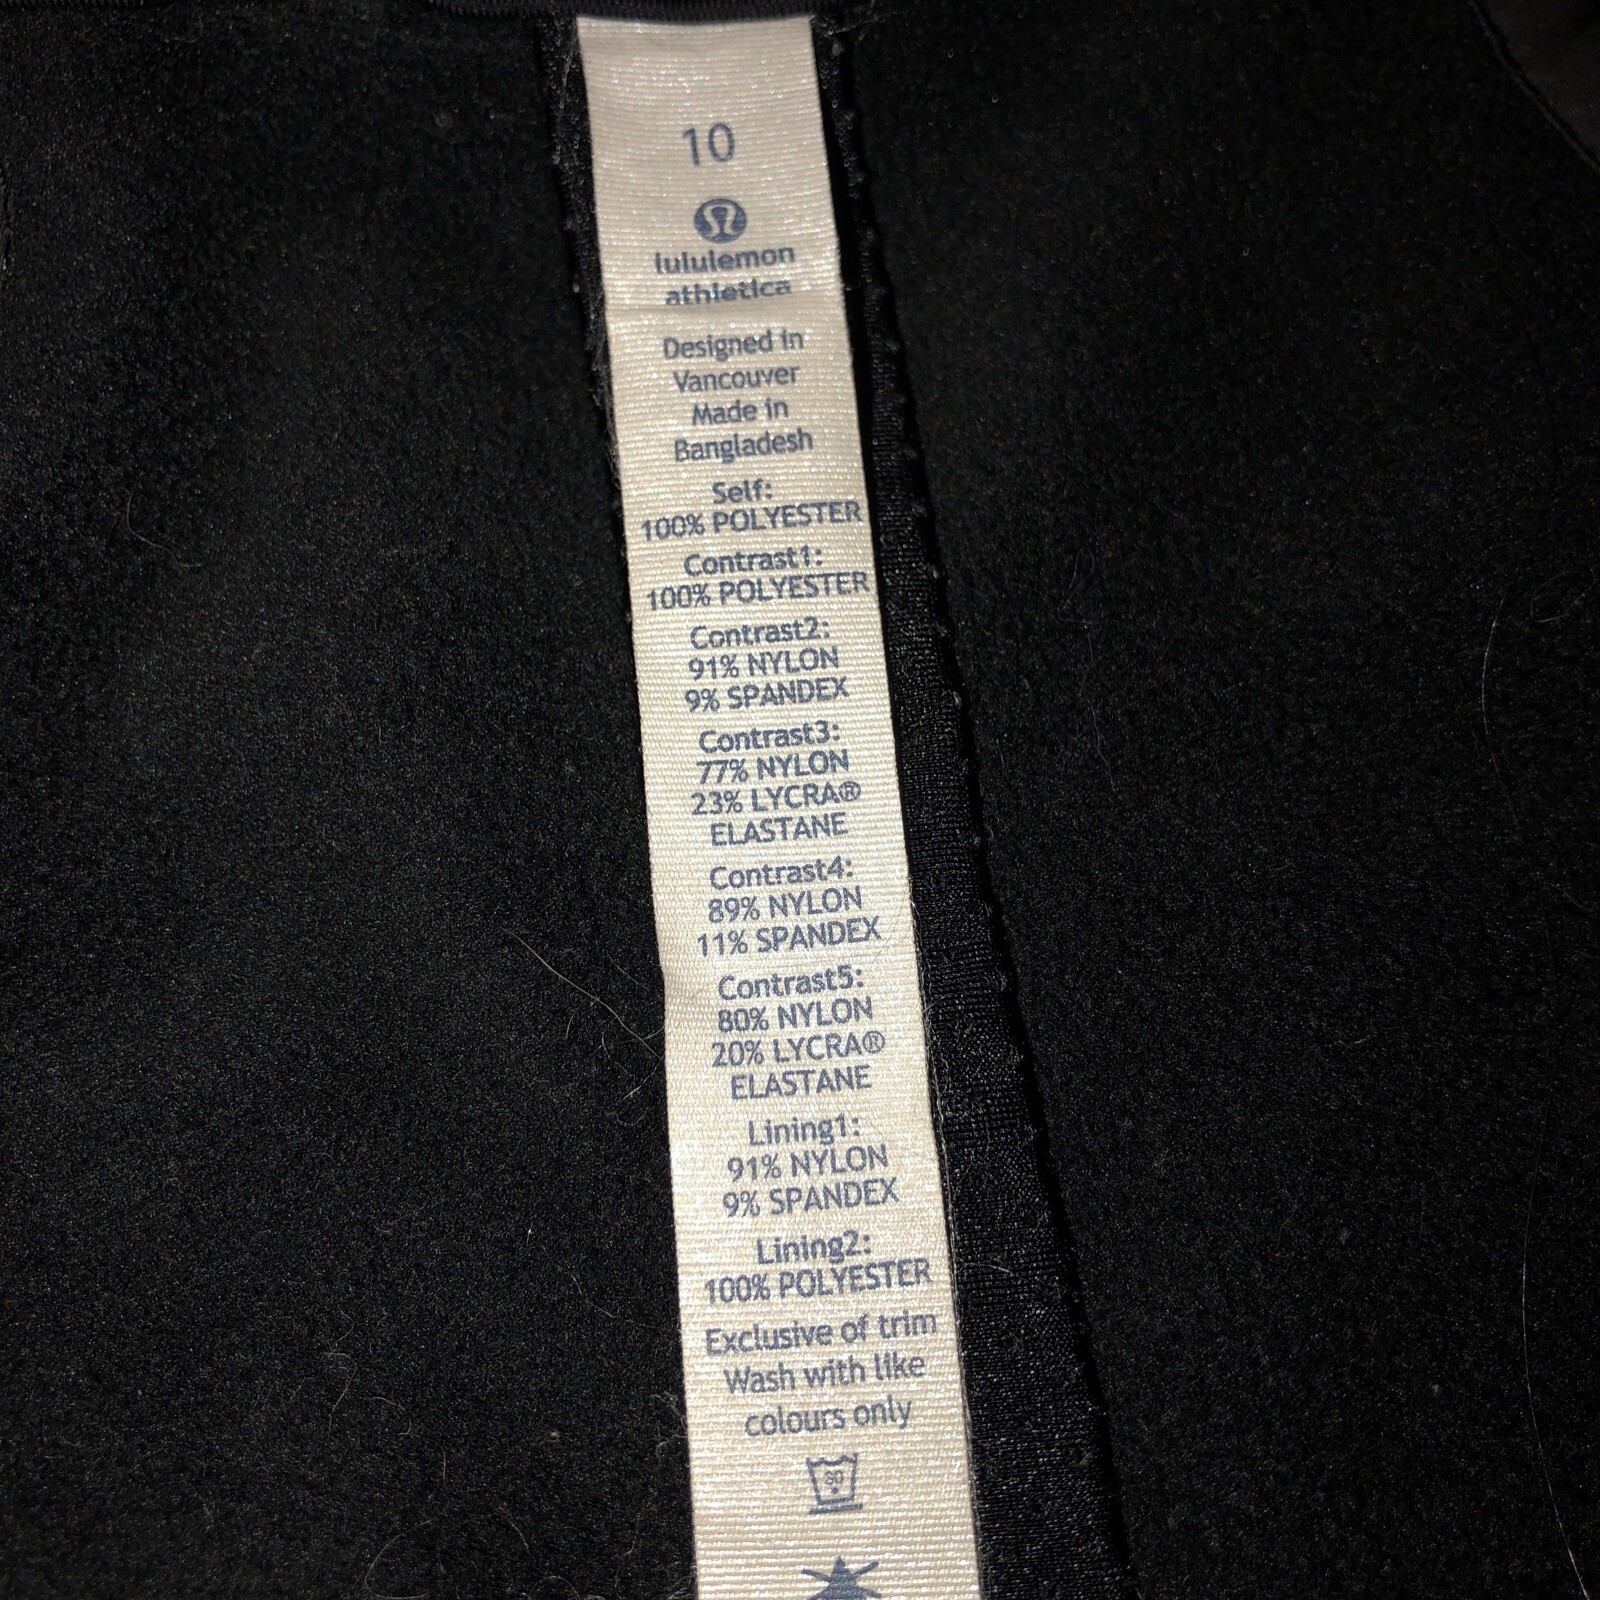 10
lululemon
athletica
Designed in
Vancouver
Made in
Bangladesh
Self:
100% POLYESTER
Contrast1:
100% POLYESTER
Contrast2:
91% NYLON
9% SPANDEX
Contrast3:
77% NYLON
23% LYCRA®
ELASTANE
Contrast4:
89% NYLON
11% SPANDEX
Contrast5:
80% NYLON
20% LYCRA®
ELASTANE
Lining1:
91% NYLON
9% SPANDEX
Lining2:
100% POLYESTER
Exclusive of trim
Wash with like
colours only
30